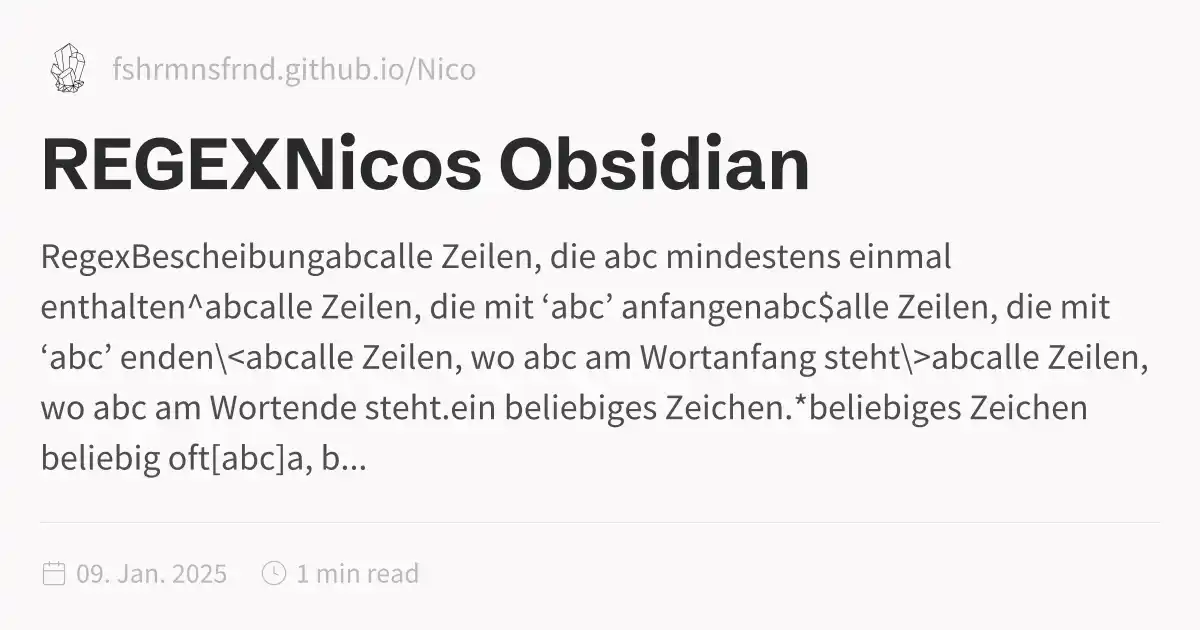 fshrmnsfrnd.github.io/Nico
REGEXNicos Obsidian
RegexBescheibungabcalle Zeilen, die abc mindestens einmal
enthalten^abcalle Zeilen, die mit ‘abc’ anfangenabc$alle Zeilen, die mit
‘abc’ enden\<abcalle Zeilen, wo abc am Wortanfang steht\>abcalle Zeilen,
wo abc am Wortende steht.ein beliebiges Zeichen.*beliebiges Zeichen
beliebig oft[abc]a, b...
09. Jan. 2025 1 min read